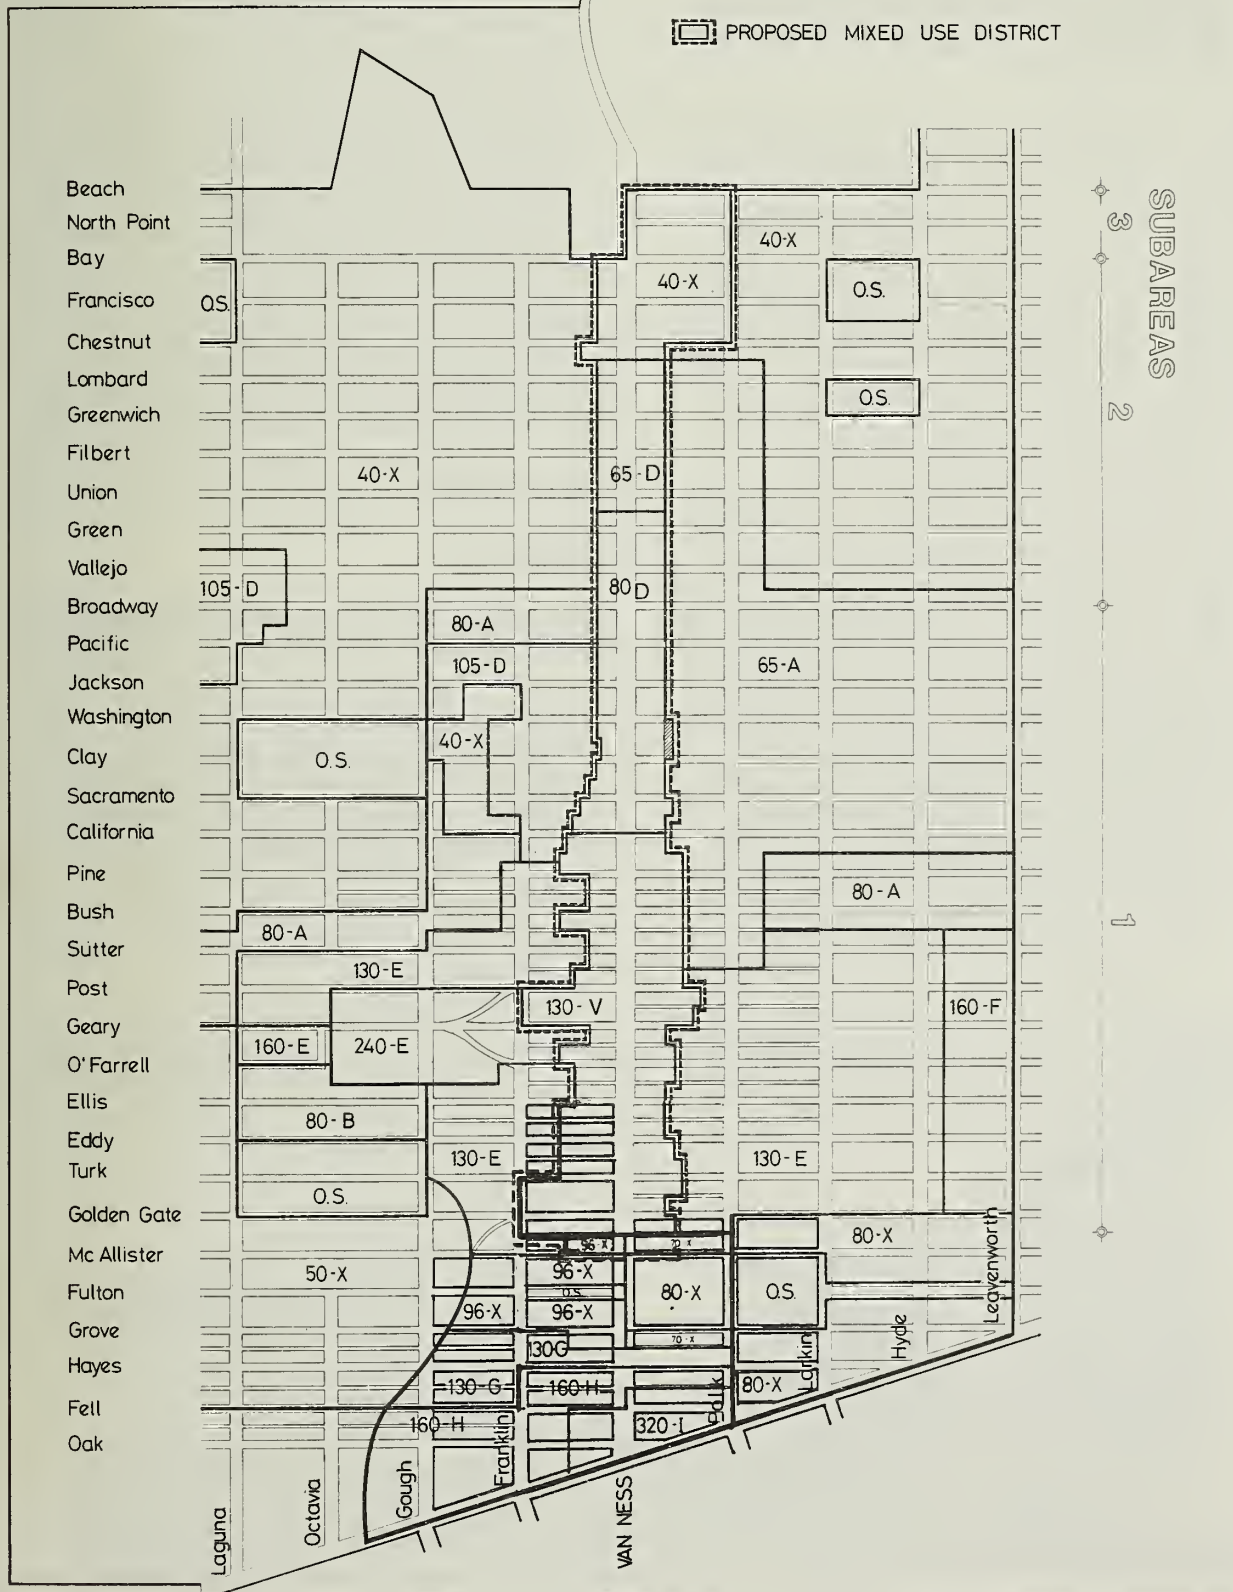 PROPOSED MIXED USE DISTRICT
SUBAREAS
3
2
1
Beach
North Point
Bay
Francisco
Chestnut
Lombard
Greenwich
Filbert
Union
Green
Vallejo
Broadway
Pacific
Jackson
Washington
Clay
Sacramento
California
Pine
Bush
Sutter
Post
Geary
O'Farrell
Ellis
Eddy
Turk
Golden Gate
Mc Allister
Fulton
Grove
Hayes
Fell
Oak
40-X
40-X
O.S.
O.S.
O.S.
40-X
65-D
105-D
80D
80-A
105-D
65-A
40-X
O.S.
80-A
80-A
130-E
130-V
160-F
160-E
240-E
80-B
130-E
130-E
O.S.
80-X
96-X
70-X
50-X
96-X
O.S.
80-X
O.S.
96-X
96-X
70-X
130G
130-G
160-H
80-X
160-H
320-I
Laguna
Octavia
Gough
Franklin
VAN NESS
Polk
Larkin
Hyde
Leavenworth